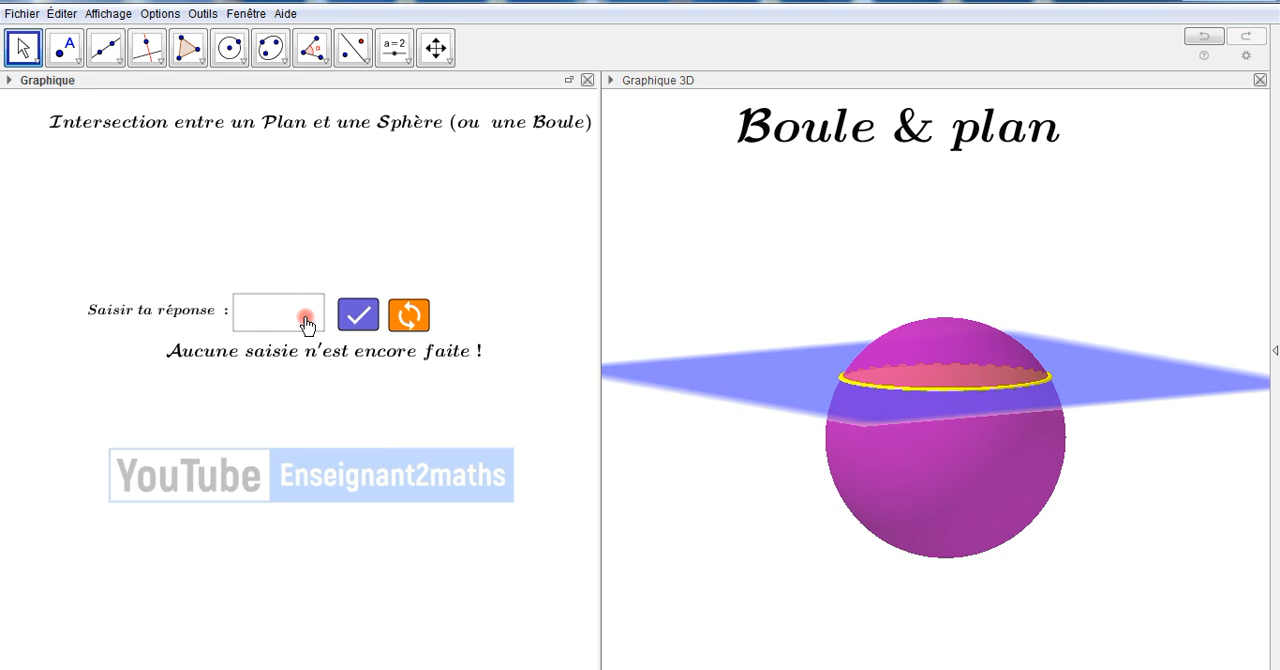 Fichier Éditer Affichage Options Outils Fenêtre Aide
A
α
a=2
Graphique
Graphique 3D
Intersection entre un Plan et une Sphère (ou une Boule)
Boule & plan
Saisir ta réponse :
Aucune saisie n'est encore faite !
YouTube Enseignant2maths